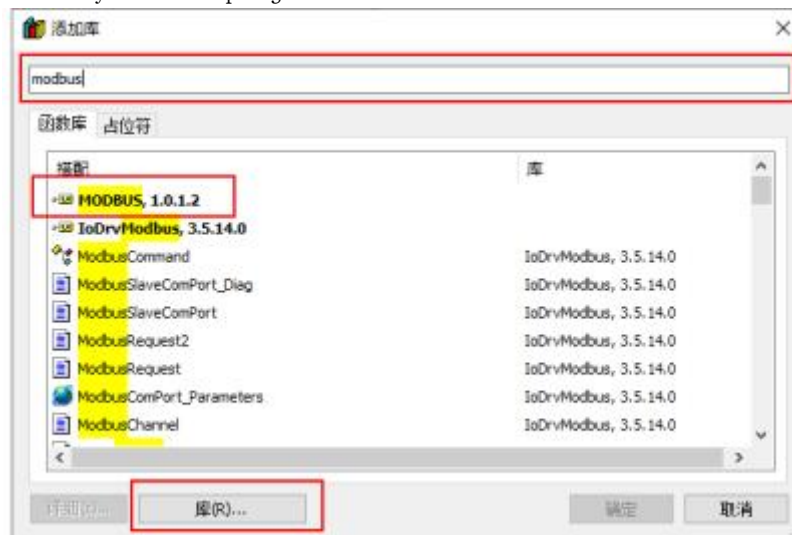 添加库
modbus
函数库 占位符
搭配 库
MODBUS, 1.0.1.2
IoDrvModbus, 3.5.14.0
ModbusCommand IoDrvModbus, 3.5.14.0
ModbusSlaveComPort_Diag IoDrvModbus, 3.5.14.0
ModbusSlaveComPort IoDrvModbus, 3.5.14.0
ModbusRequest2 IoDrvModbus, 3.5.14.0
ModbusRequest IoDrvModbus, 3.5.14.0
ModbusComPort_Parameters IoDrvModbus, 3.5.14.0
ModbusChannel IoDrvModbus, 3.5.14.0
库(R)... 确定 取消